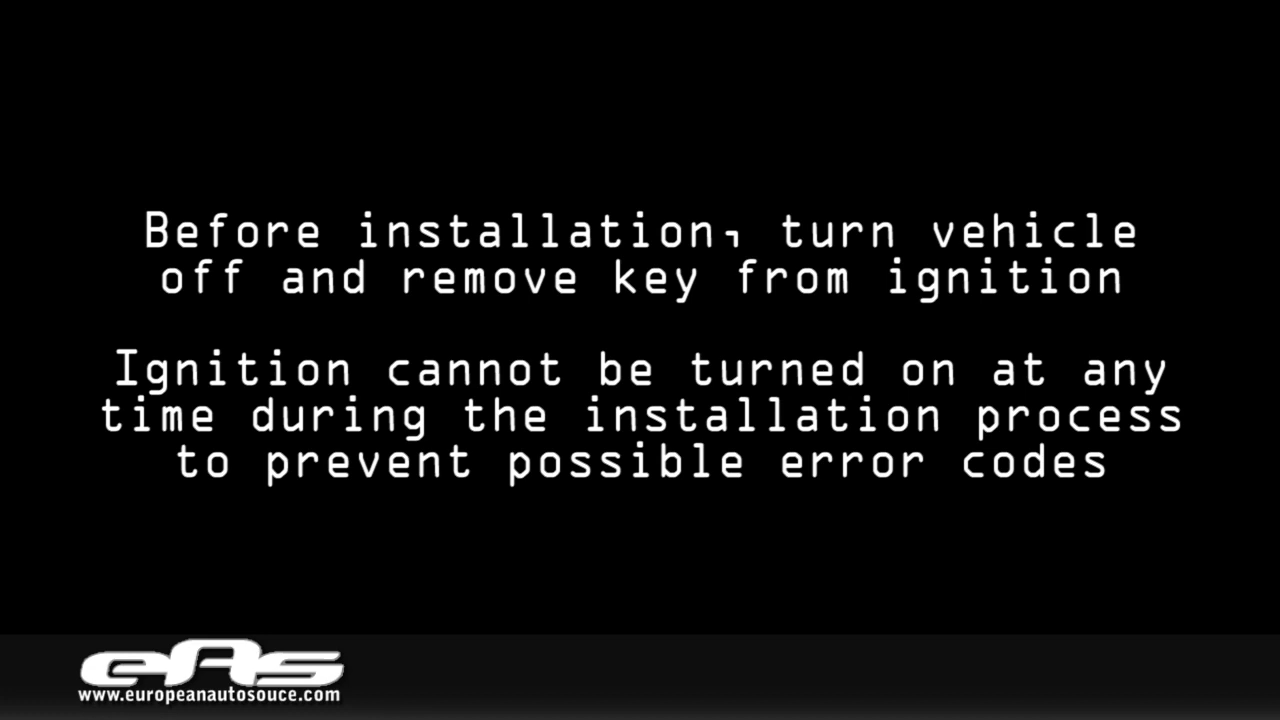 Before installation, turn vehicle
off and remove key from ignition
Ignition cannot be turned on at any
time during the installation process
to prevent possible error codes
eAs
www.europeanautosouce.com